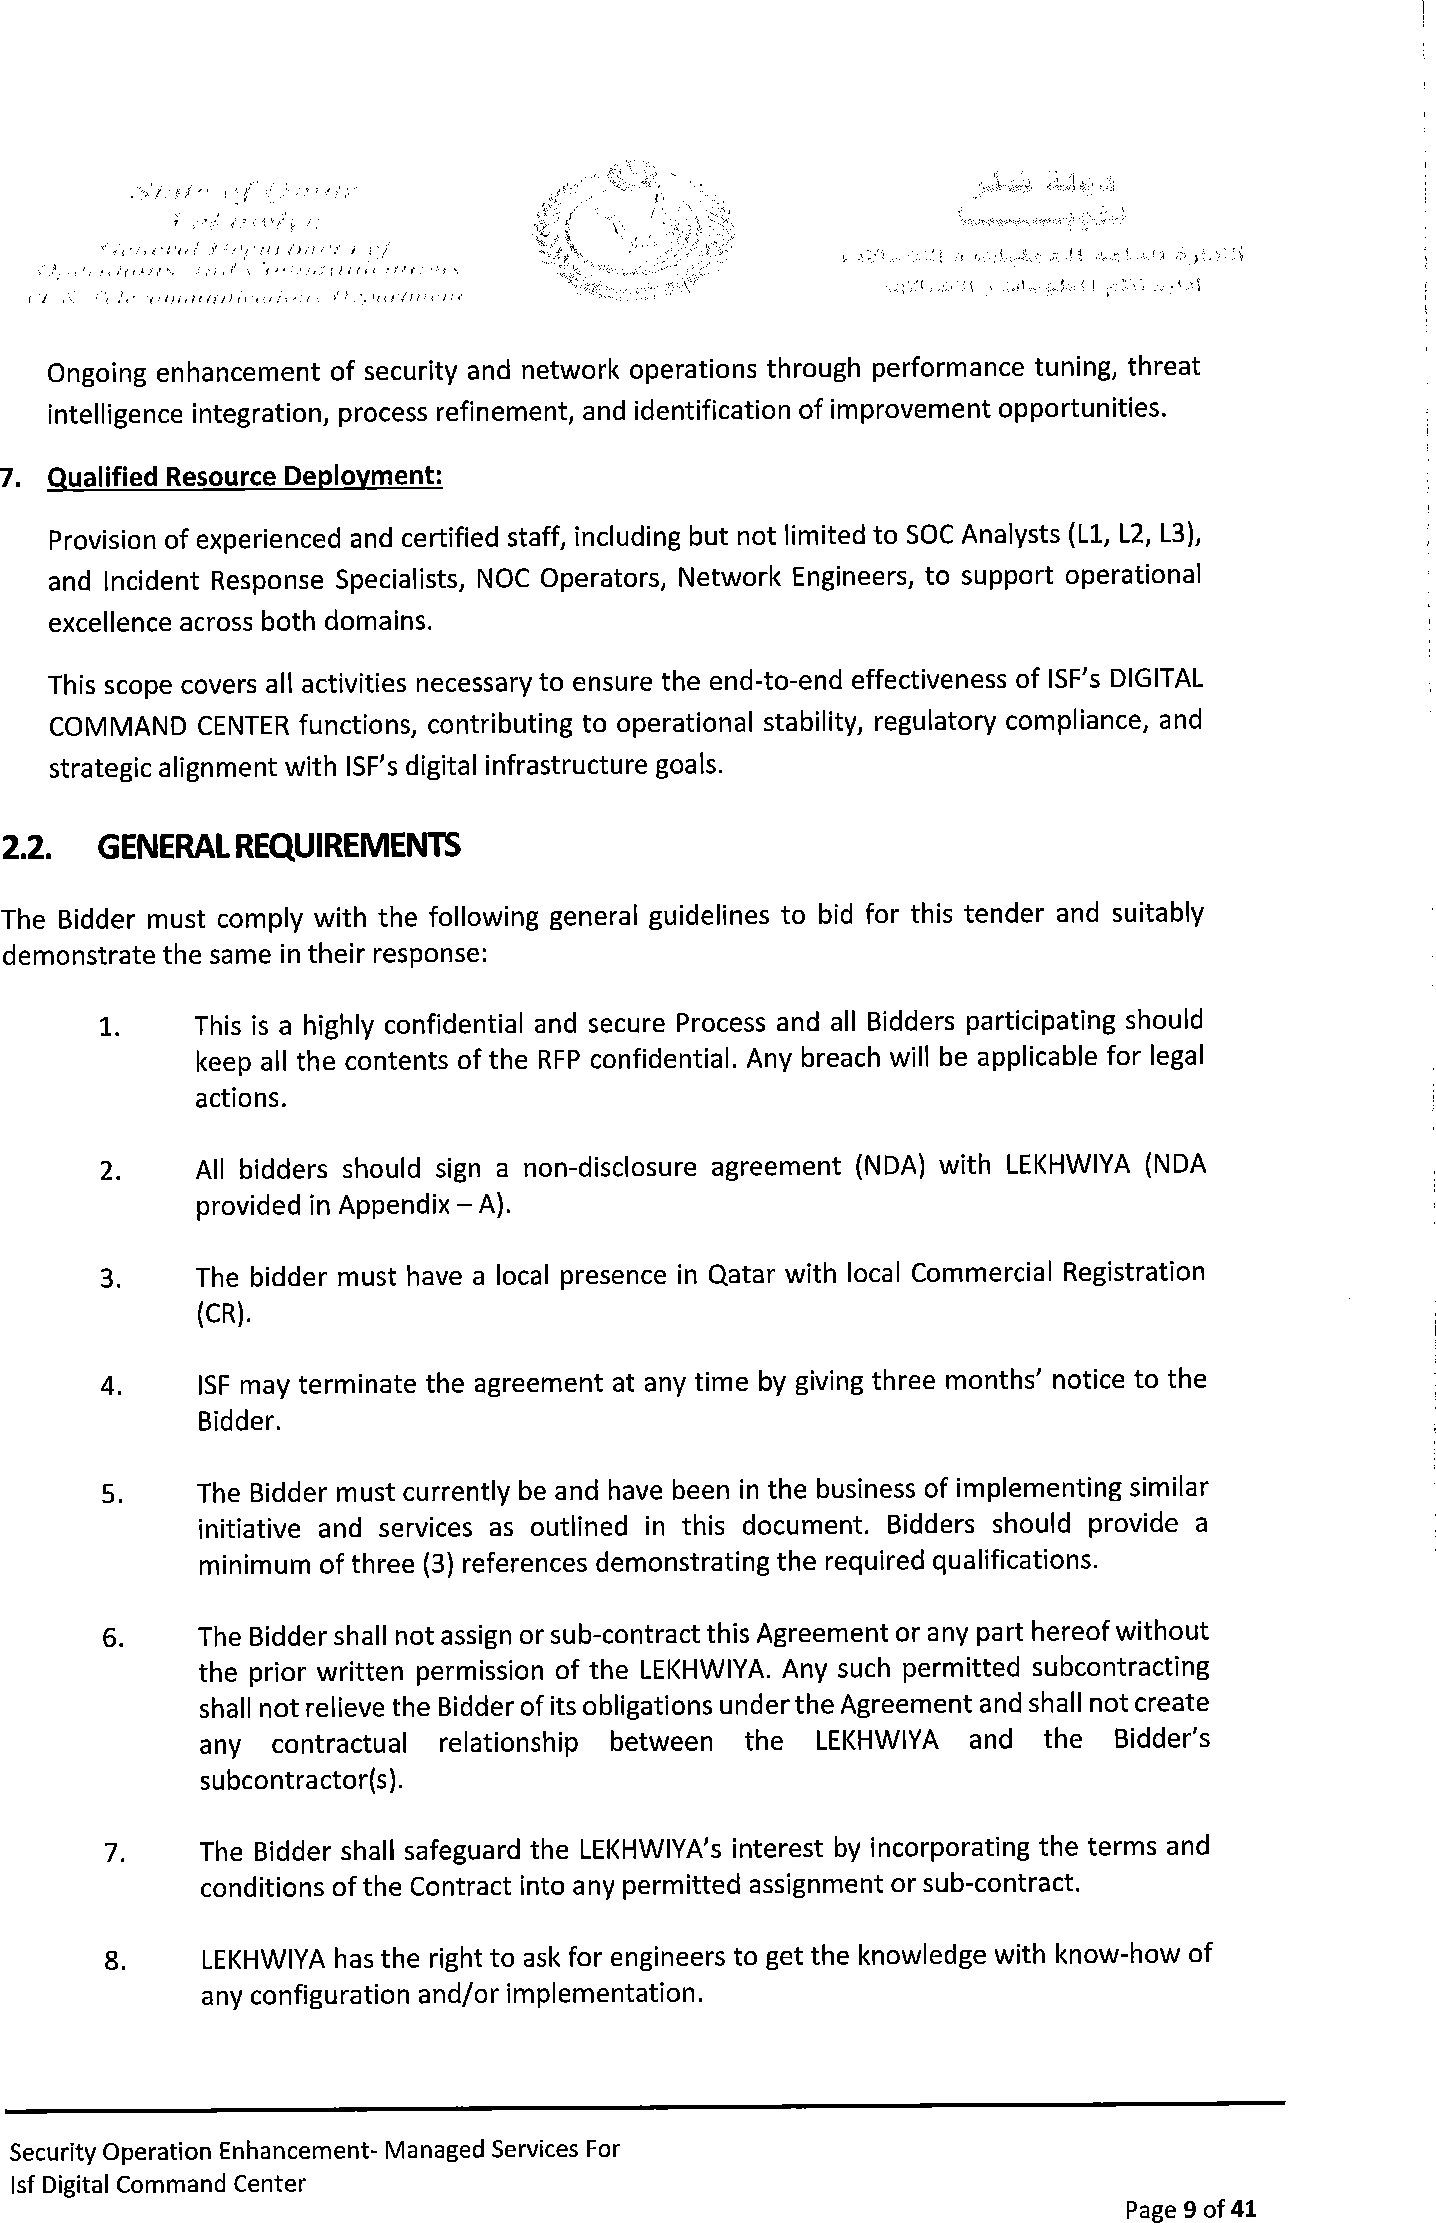 State of Qatar
General Department of
دولة قطر
Ongoing enhancement of security and network operations through performance tuning, threat
intelligence integration, process refinement, and identification of improvement opportunities.
7. Qualified Resource Deployment:
Provision of experienced and certified staff, including but not limited to SOC Analysts (L1, L2, L3),
and Incident Response Specialists, NOC Operators, Network Engineers, to support operational
excellence across both domains.
This scope covers all activities necessary to ensure the end-to-end effectiveness of ISF's DIGITAL
COMMAND CENTER functions, contributing to operational stability, regulatory compliance, and
strategic alignment with ISF's digital infrastructure goals.
2.2. GENERAL REQUIREMENTS
The Bidder must comply with the following general guidelines to bid for this tender and suitably
demonstrate the same in their response:
1. This is a highly confidential and secure Process and all Bidders participating should
keep all the contents of the RFP confidential. Any breach will be applicable for legal
actions.
2. All bidders should sign a non-disclosure agreement (NDA) with LEKHWIYA (NDA
provided in Appendix – A).
3. The bidder must have a local presence in Qatar with local Commercial Registration
(CR).
4. ISF may terminate the agreement at any time by giving three months' notice to the
Bidder.
5. The Bidder must currently be and have been in the business of implementing similar
initiative and services as outlined in this document. Bidders should provide a
minimum of three (3) references demonstrating the required qualifications.
6. The Bidder shall not assign or sub-contract this Agreement or any part hereof without
the prior written permission of the LEKHWIYA. Any such permitted subcontracting
shall not relieve the Bidder of its obligations under the Agreement and shall not create
any contractual relationship between the LEKHWIYA and the Bidder's
subcontractor(s).
7. The Bidder shall safeguard the LEKHWIYA's interest by incorporating the terms and
conditions of the Contract into any permitted assignment or sub-contract.
8. LEKHWIYA has the right to ask for engineers to get the knowledge with know-how of
any configuration and/or implementation.
Security Operation Enhancement- Managed Services For
Isf Digital Command Center
Page 9 of 41